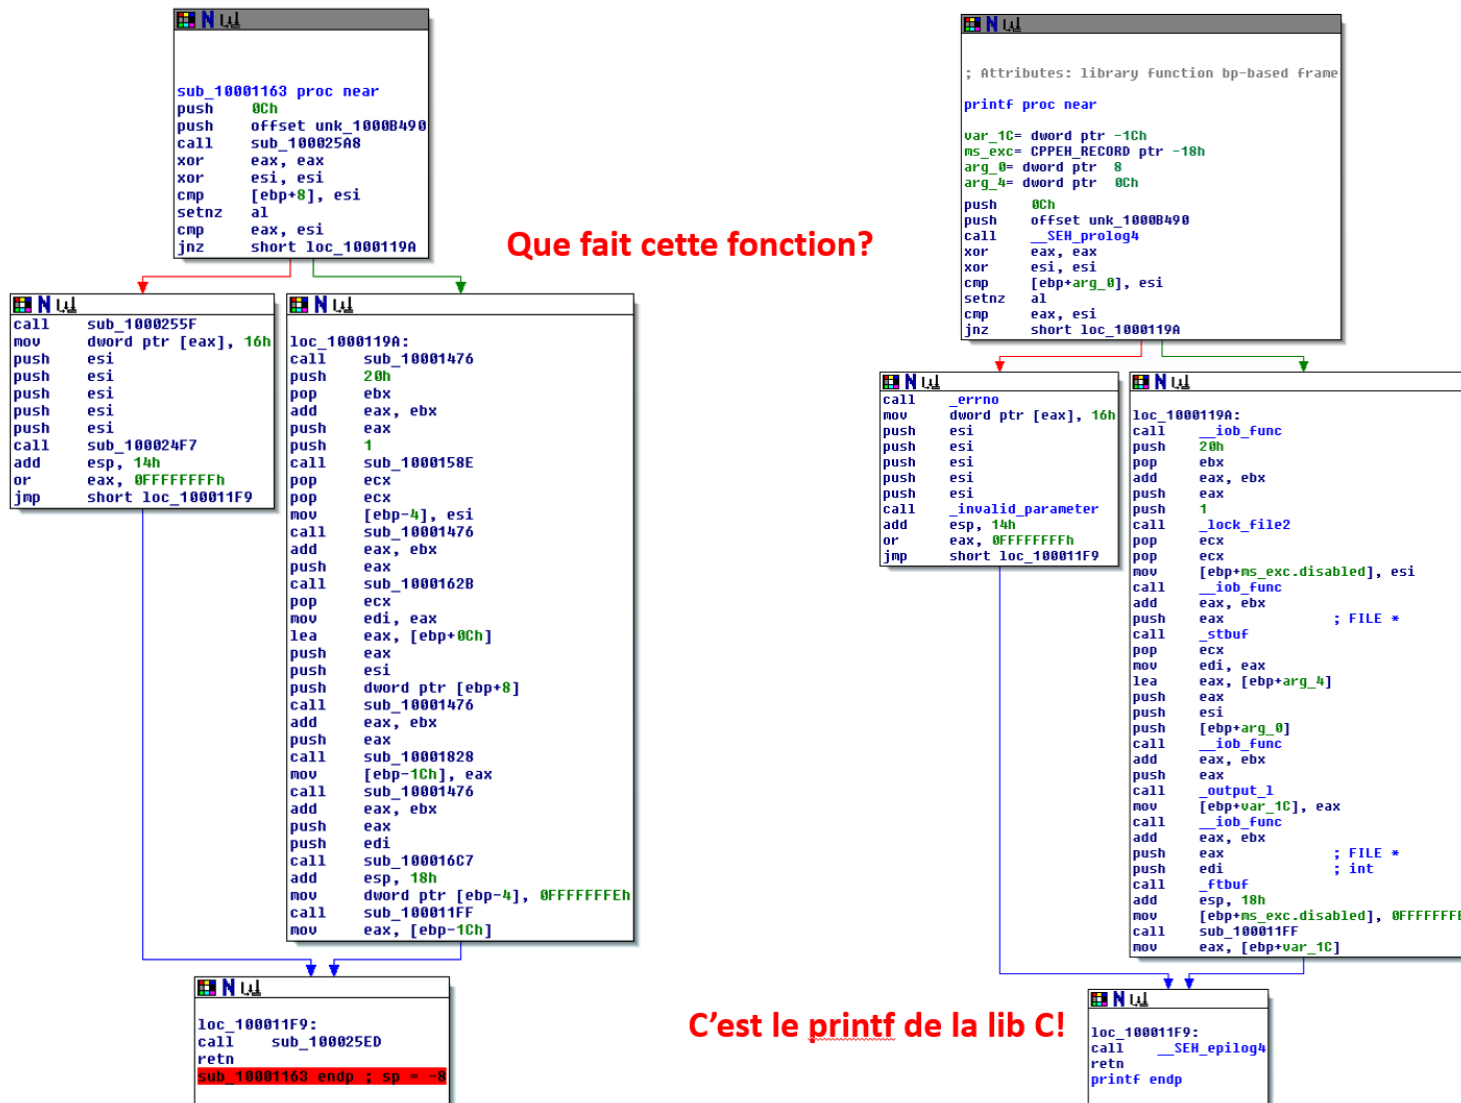 sub_10001163 proc near
push 0Ch
push offset unk_1000B490
call sub_100025A8
xor eax, eax
xor esi, esi
cmp [ebp+8], esi
setnz al
cmp eax, esi
jnz short loc_1000119A
call sub_1000255F
mov dword ptr [eax], 16h
push esi
push esi
push esi
push esi
push esi
call sub_100024F7
add esp, 14h
or eax, 0FFFFFFFFh
jmp short loc_100011F9
loc_1000119A:
call sub_10001476
push 20h
pop ebx
add eax, ebx
push eax
push 1
call sub_1000158E
pop ecx
pop ecx
mov [ebp-4], esi
call sub_10001476
add eax, ebx
push eax
call sub_1000162B
pop ecx
mov edi, eax
lea eax, [ebp+0Ch]
push eax
push esi
push dword ptr [ebp+8]
call sub_10001476
add eax, ebx
push eax
call sub_10001828
mov [ebp-1Ch], eax
call sub_10001476
add eax, ebx
push eax
push edi
call sub_100016C7
add esp, 18h
mov dword ptr [ebp-4], 0FFFFFFFEh
call sub_100011FF
mov eax, [ebp-1Ch]
loc_100011F9:
call sub_100025ED
retn
sub_10001163 endp ; sp = -8
Que fait cette fonction?
; Attributes: library function bp-based frame
printf proc near
var_1C= dword ptr -1Ch
ms_exc= CPPEH_RECORD ptr -18h
arg_0= dword ptr 8
arg_4= dword ptr 0Ch
push 0Ch
push offset unk_1000B490
call __SEH_prolog4
xor eax, eax
xor esi, esi
cmp [ebp+arg_0], esi
setnz al
cmp eax, esi
jnz short loc_1000119A
call _errno
mov dword ptr [eax], 16h
push esi
push esi
push esi
push esi
push esi
call _invalid_parameter
add esp, 14h
or eax, 0FFFFFFFFh
jmp short loc_100011F9
loc_1000119A:
call __iob_func
push 20h
pop ebx
add eax, ebx
push eax
push 1
call _lock_file2
pop ecx
pop ecx
mov [ebp+ms_exc.disabled], esi
call __iob_func
add eax, ebx
push eax ; FILE *
call _stbuf
pop ecx
mov edi, eax
lea eax, [ebp+arg_4]
push eax
push esi
push [ebp+arg_0]
call __iob_func
add eax, ebx
push eax
call _output_l
mov [ebp+var_1C], eax
call __iob_func
add eax, ebx
push eax ; FILE *
push edi ; int
call _ftbuf
add esp, 18h
mov [ebp+ms_exc.disabled], 0FFFFFFFE
call sub_100011FF
mov eax, [ebp+var_1C]
loc_100011F9:
call __SEH_epilog4
retn
printf endp
C’est le printf de la lib C!